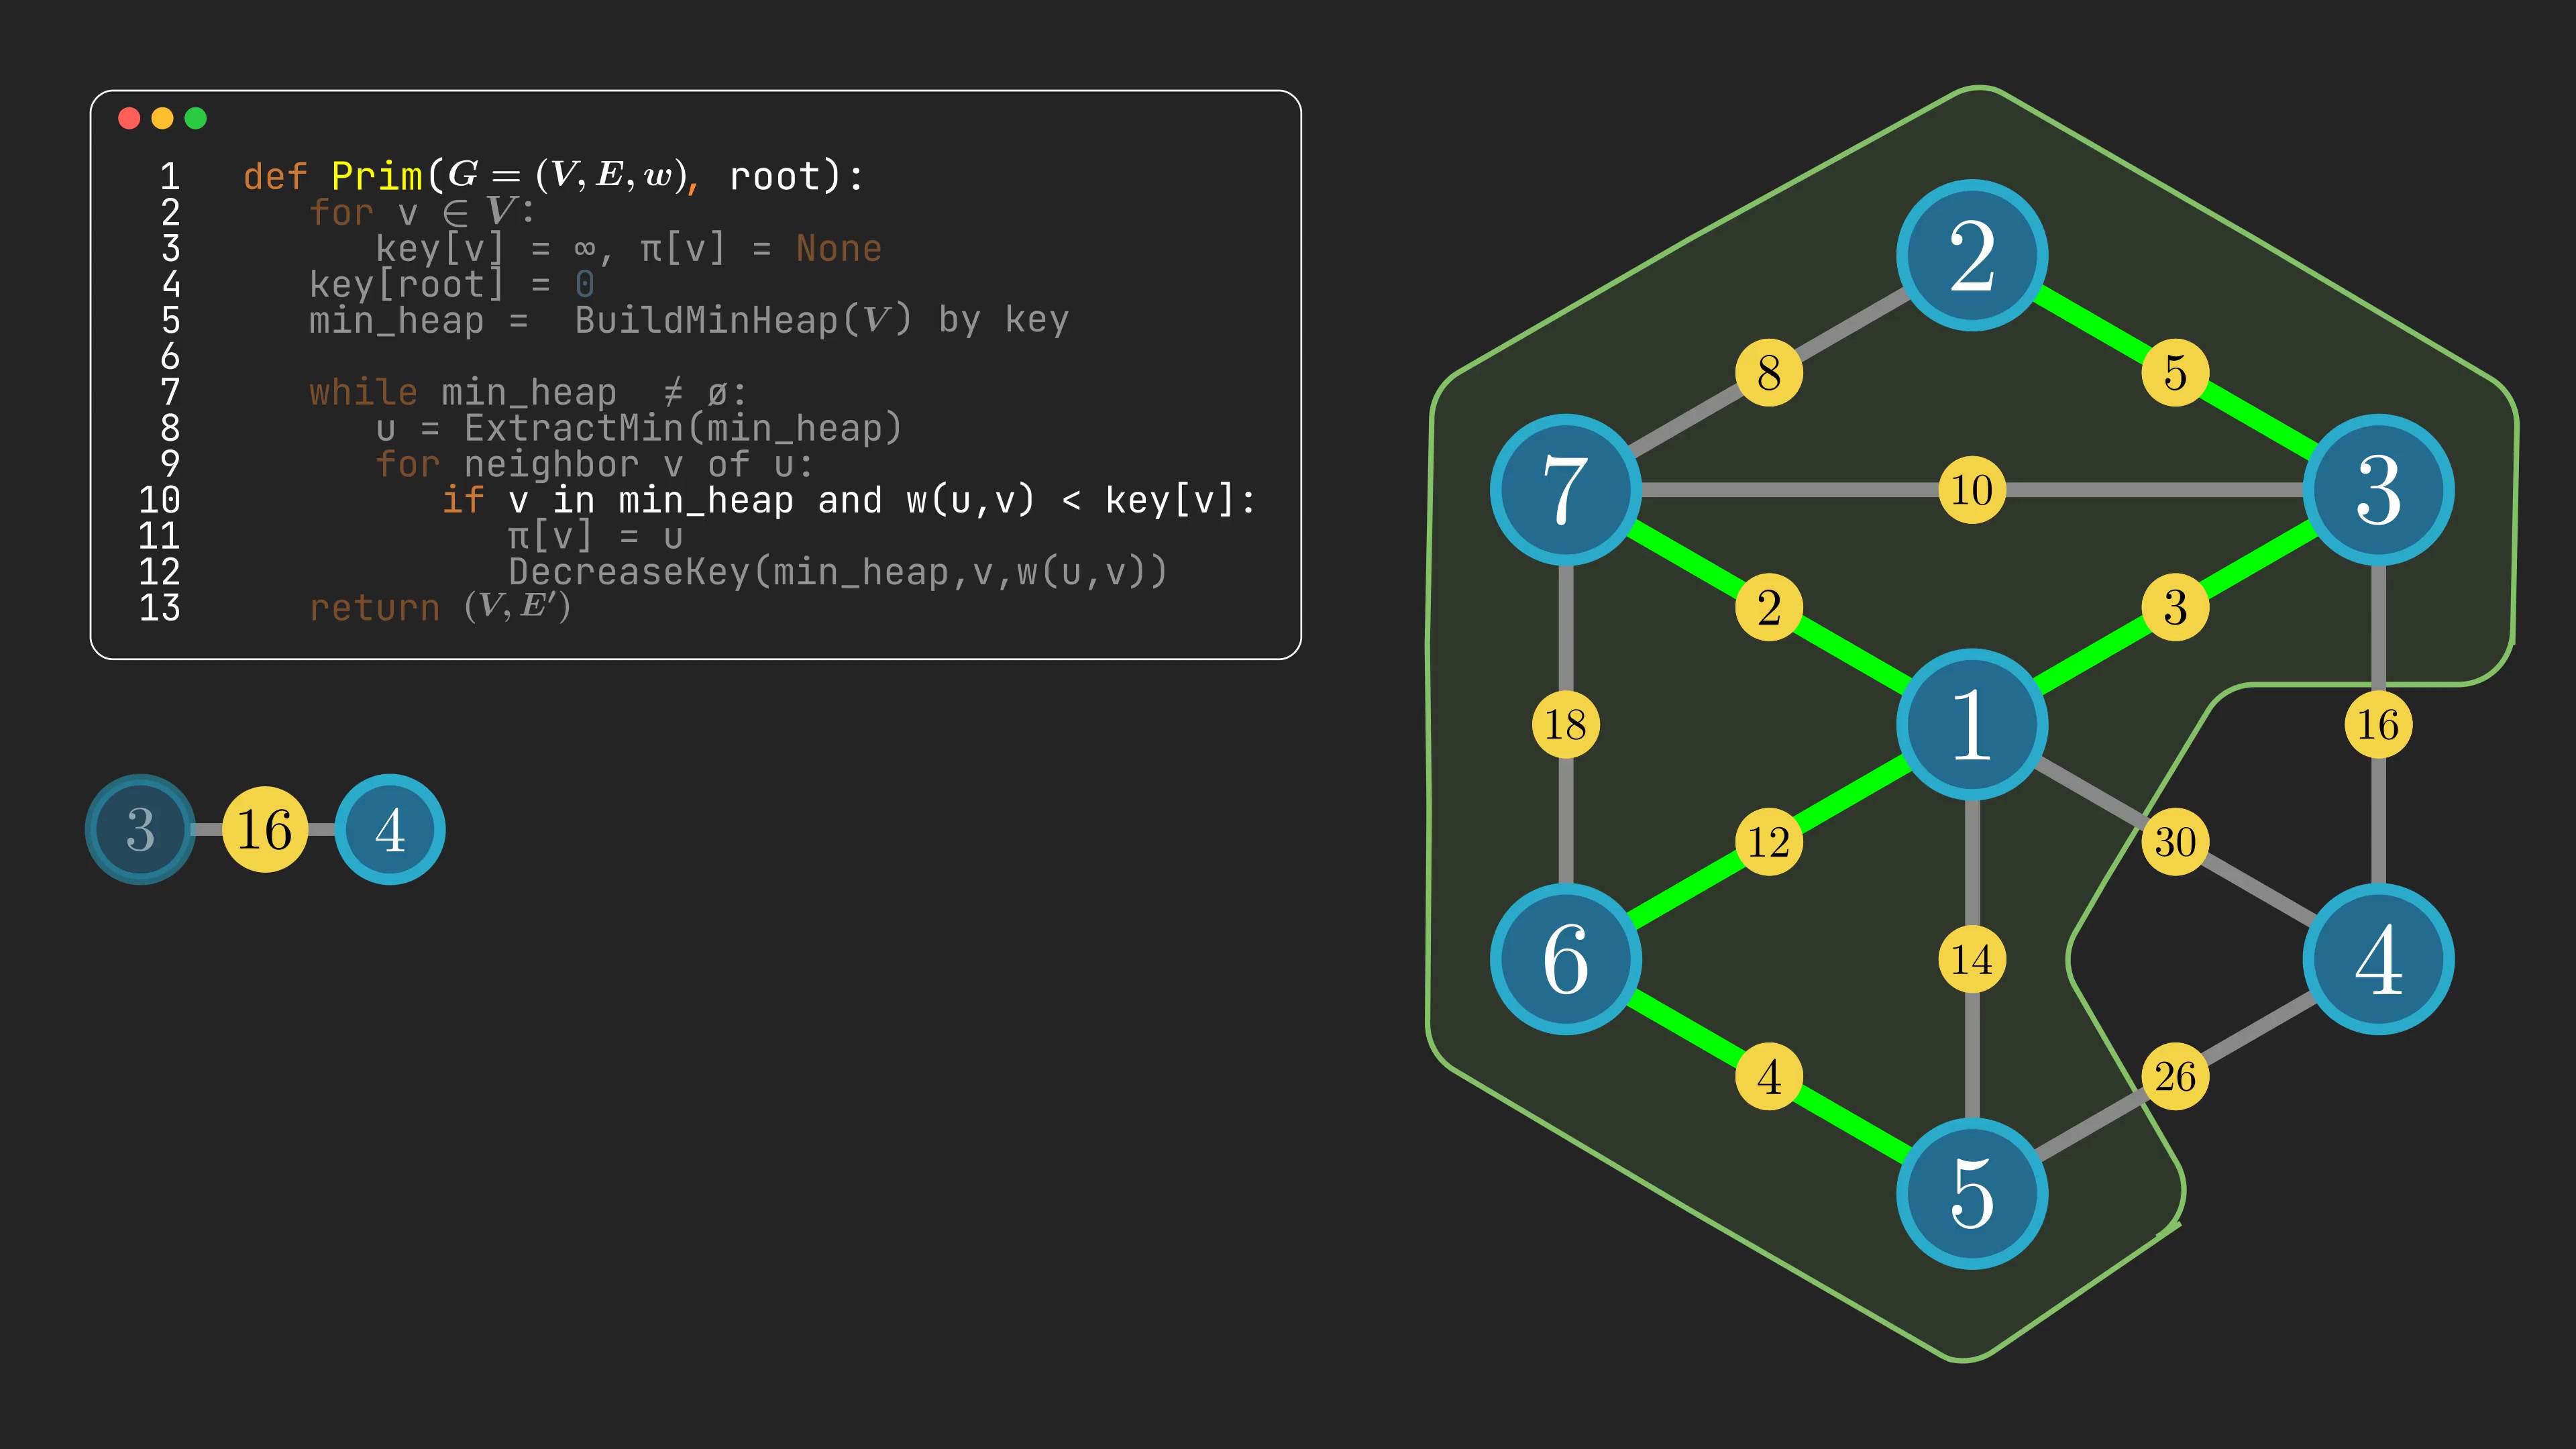 1 def Prim(G = (V, E, w), root):
2 for v ∈ V:
3 key[v] = ∞, π[v] = None
4 key[root] = 0
5 min_heap = BuildMinHeap(V) by key
6
7 while min_heap ≠ ø:
8 u = ExtractMin(min_heap)
9 for neighbor v of u:
10 if v in min_heap and w(u,v) < key[v]:
11 π[v] = u
12 DecreaseKey(min_heap,v,w(u,v))
13 return (V, E′)
3 16 4
2
8 5
7 10 3
2 3
18 1 16
12 30
6 14 4
4 26
5